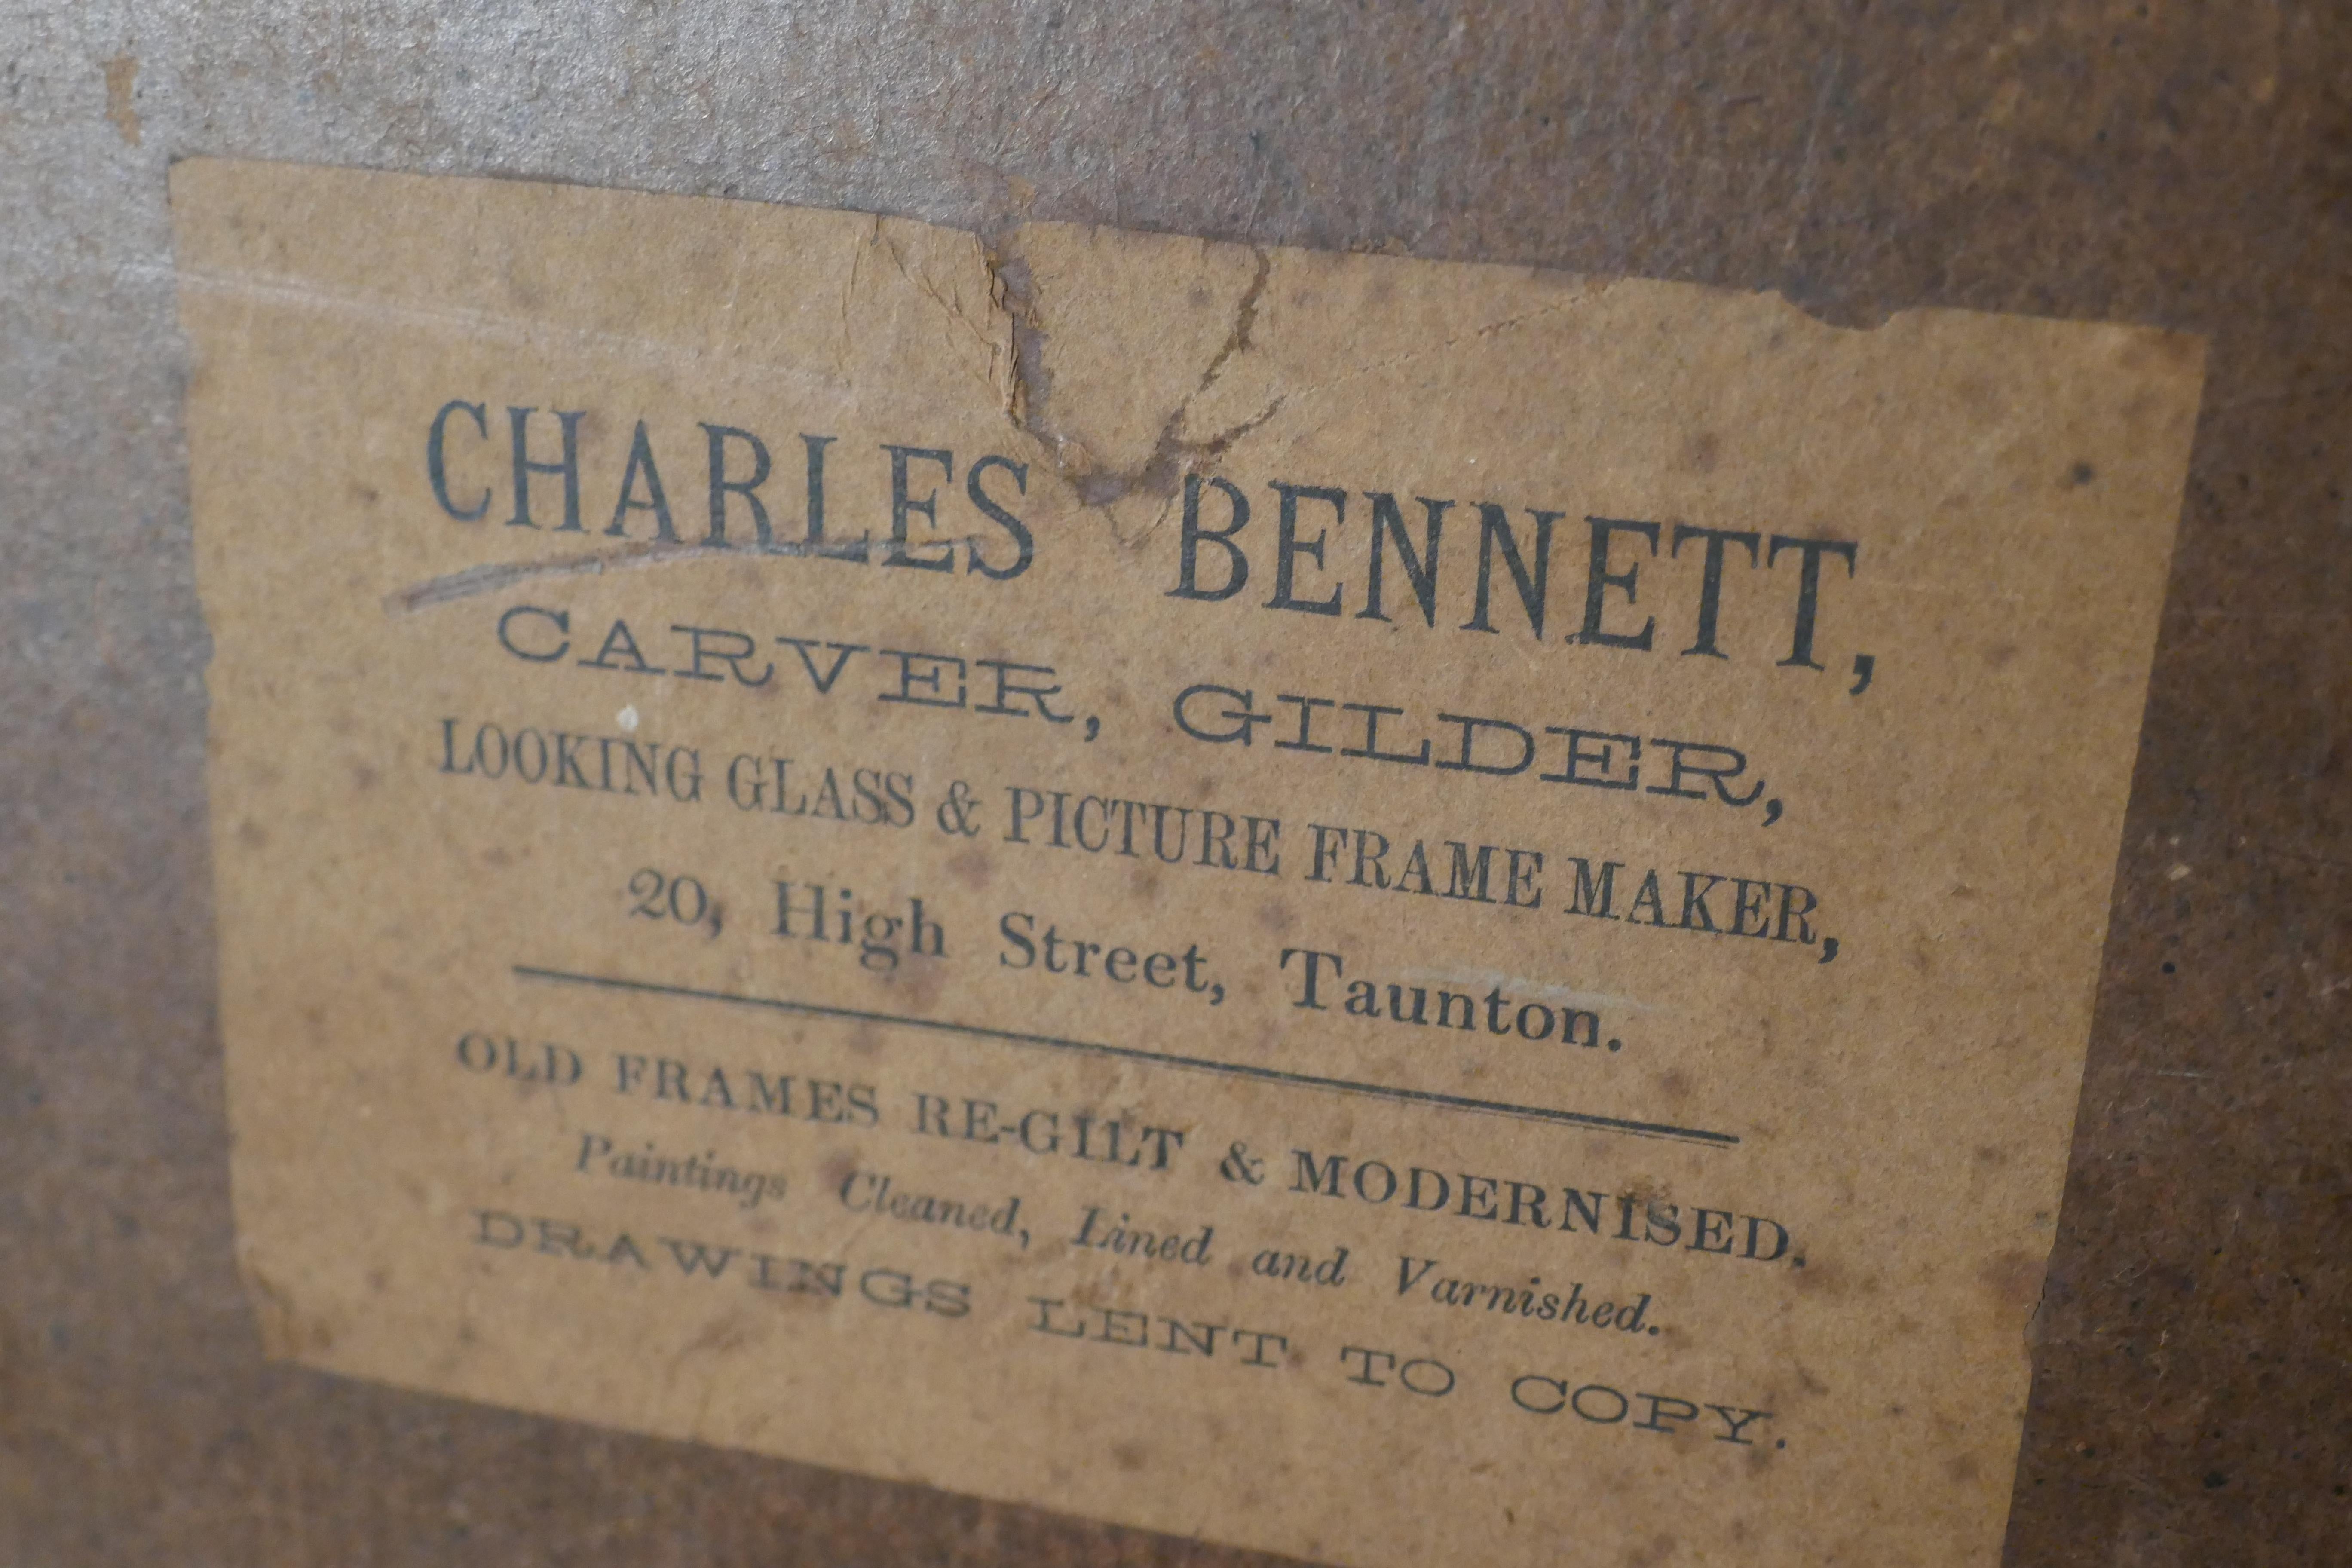 CHARLES BENNETT,
CARVER, GILDER,
LOOKING GLASS & PICTURE FRAME MAKER,
20, High Street, Taunton.
OLD FRAMES RE-GILT & MODERNISED.
Paintings Cleaned, Lined and Varnished.
DRAWINGS LENT TO COPY.